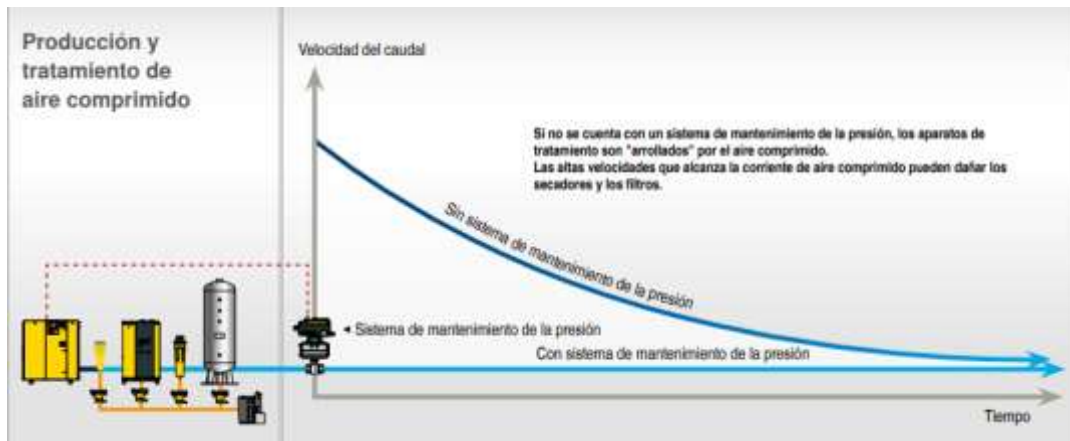 Producción y
tratamiento de
aire comprimido
Velocidad del caudal
Si no se cuenta con un sistema de mantenimiento de la presión, los aparatos de
tratamiento son "arrollados" por el aire comprimido.
Las altas velocidades que alcanza la corriente de aire comprimido pueden dañar los
secadores y los filtros.
Sin sistema de mantenimiento de la presión
Sistema de mantenimiento de la presión
Con sistema de mantenimiento de la presión
Tiempo